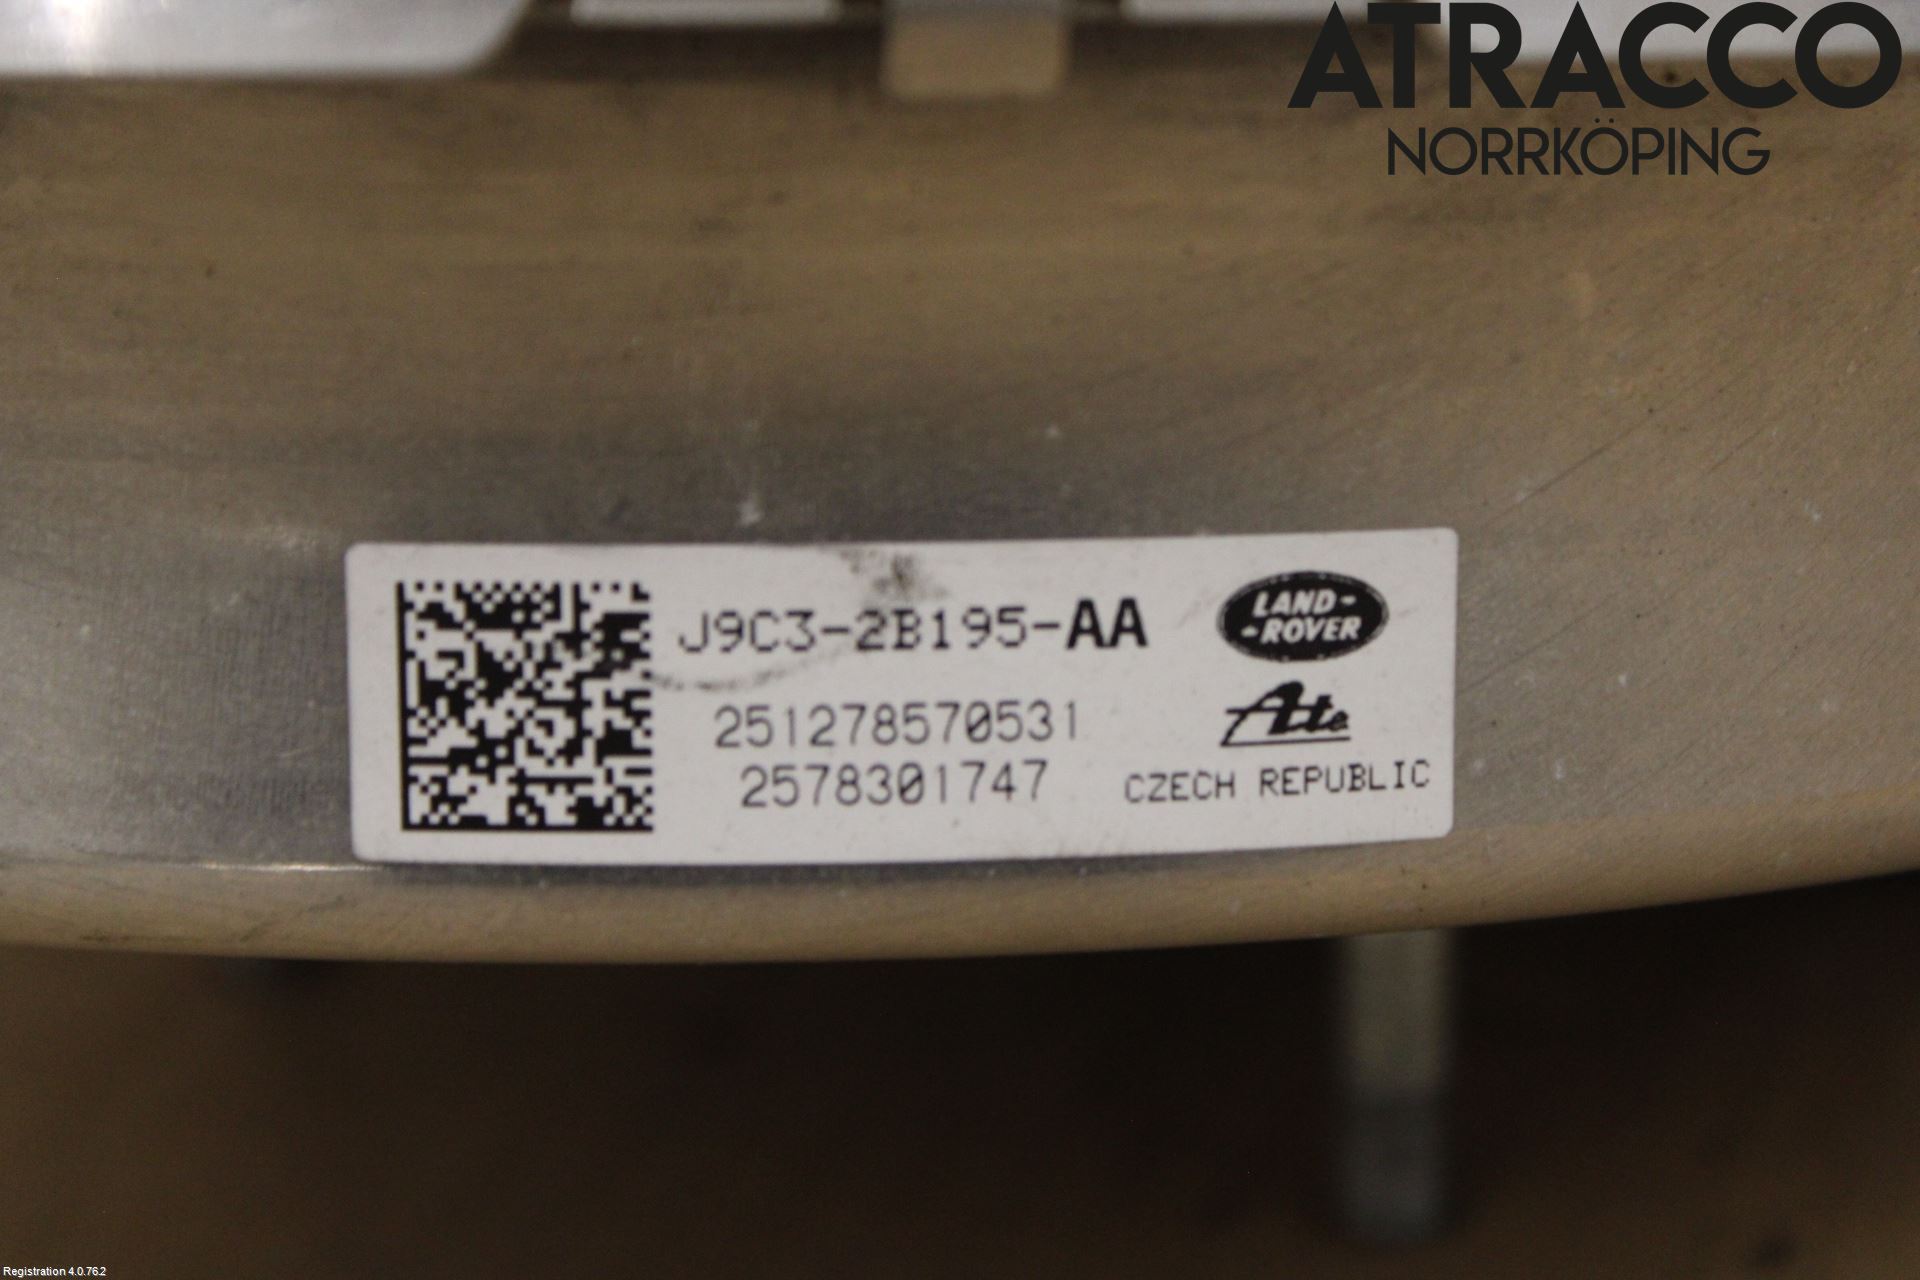 ATRACCO
NORRKÖPING
J9C3-2B195-AA
LAND-
-ROVER
251278570531
Ate
2578301747
CZECH REPUBLIC
Registration 4.0.76.2